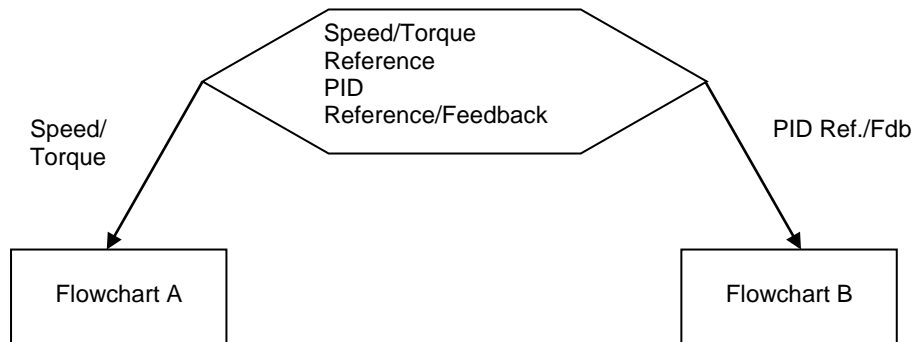 Speed/Torque
Reference
PID
Reference/Feedback
Speed/
Torque
PID Ref./Fdb
Flowchart A
Flowchart B